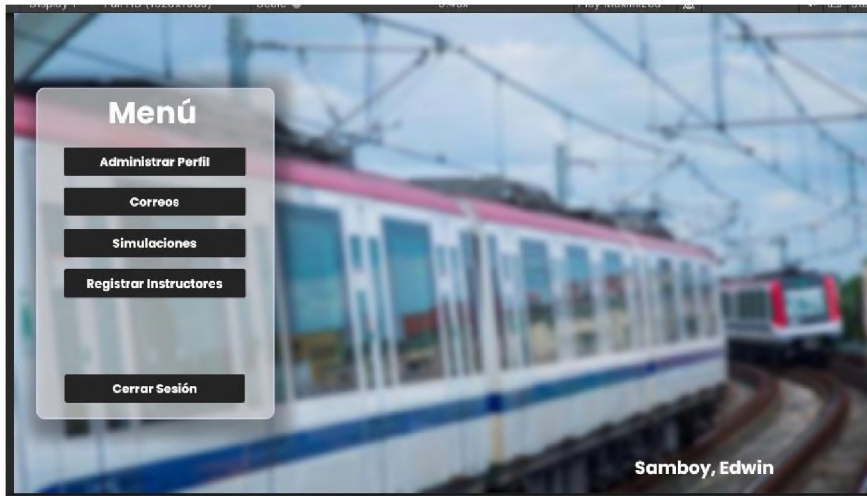 Menú
Administrar Perfil
Correos
Simulaciones
Registrar Instructores
Cerrar Sesión
Samboy, Edwin